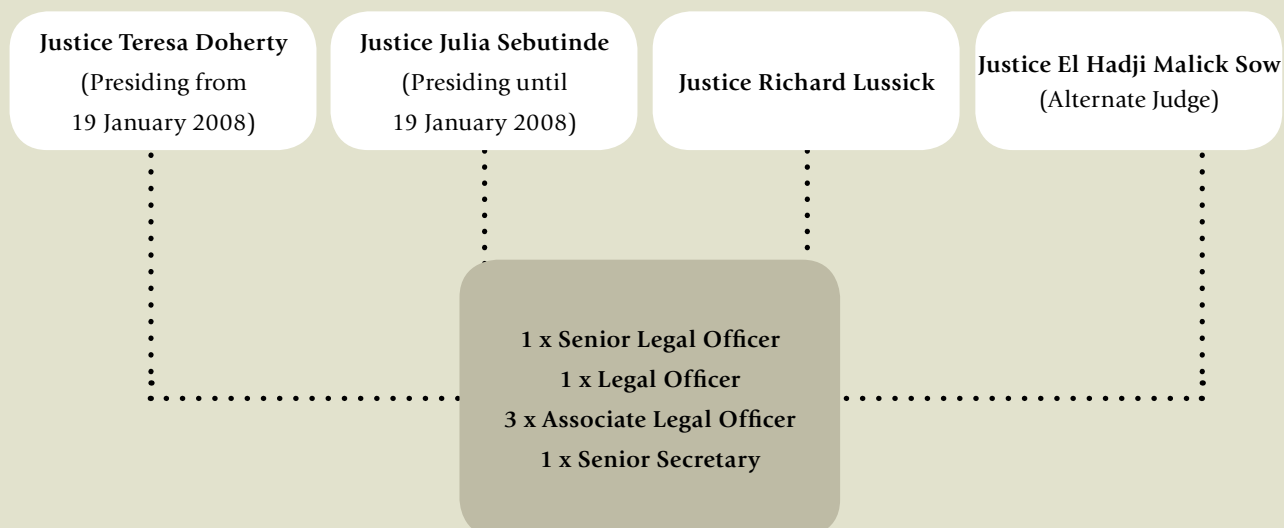 Justice Teresa Doherty
(Presiding from
19 January 2008)
Justice Julia Sebutinde
(Presiding until
19 January 2008)
Justice Richard Lussick
Justice El Hadji Malick Sow
(Alternate Judge)
1 x Senior Legal Officer
1 x Legal Officer
3 x Associate Legal Officer
1 x Senior Secretary